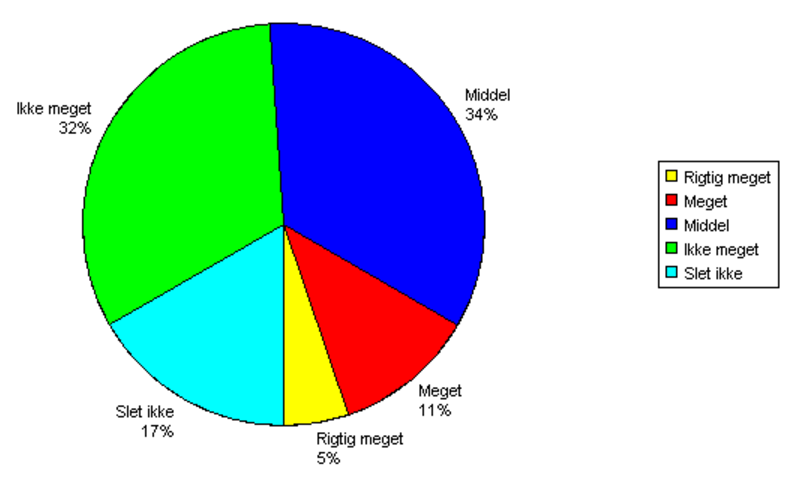 Middel
34%
Ikke meget
32%
Meget
11%
Slet ikke
17%
Rigtig meget
5%
Rigtig meget
Meget
Middel
Ikke meget
Slet ikke